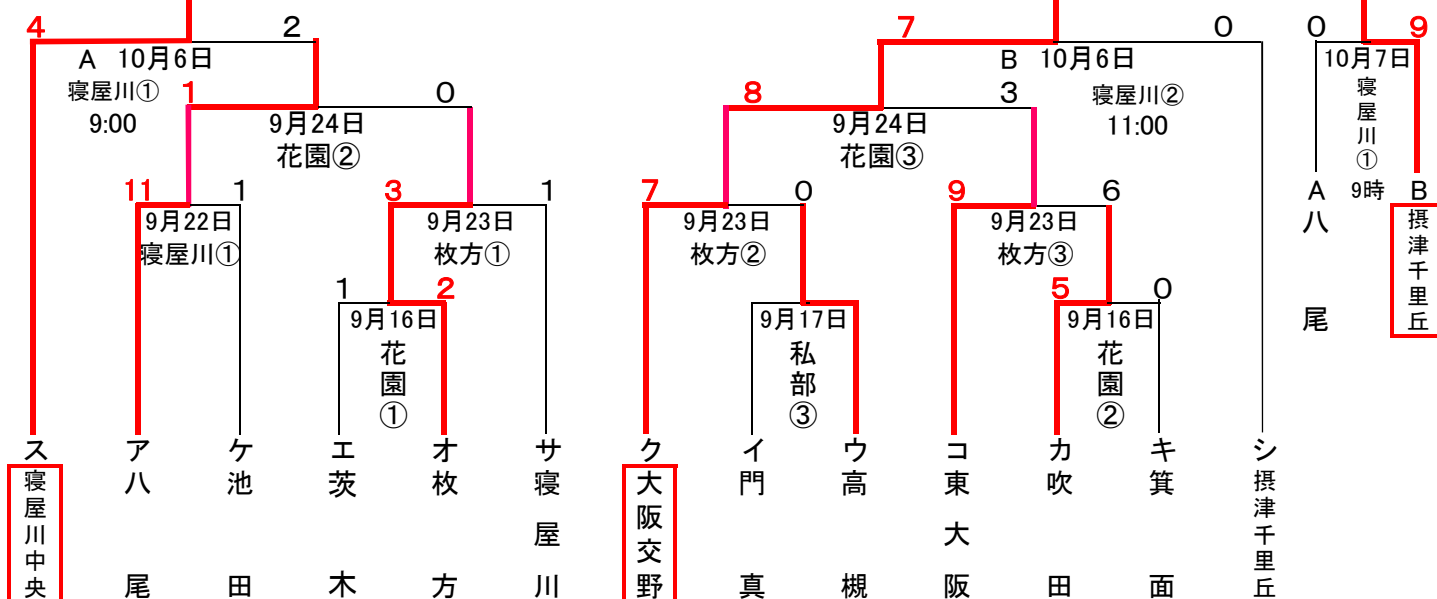 4 2 7 0 0 9
A 10月6日 B 10月6日 10月7日
寝屋川① 寝屋川② 寝屋川①
9:00 11:00 9時
1 0 8 3
9月24日 9月24日
花園② 花園③
11 1 3 1 7 0 9 6
9月22日 9月23日 9月23日 9月23日
寝屋川① 枚方① 枚方② 枚方③
A八尾 B摂津千里丘
1 2 5 0
9月16日 9月17日 9月16日
花園① 私部③ 花園②
ス ア ケ エ オ サ ク イ ウ コ カ キ シ
寝屋川中央 八尾 池田 茨木 枚方 寝屋川 大阪交野 門真 高槻 東大阪 吹田 箕面 摂津千里丘